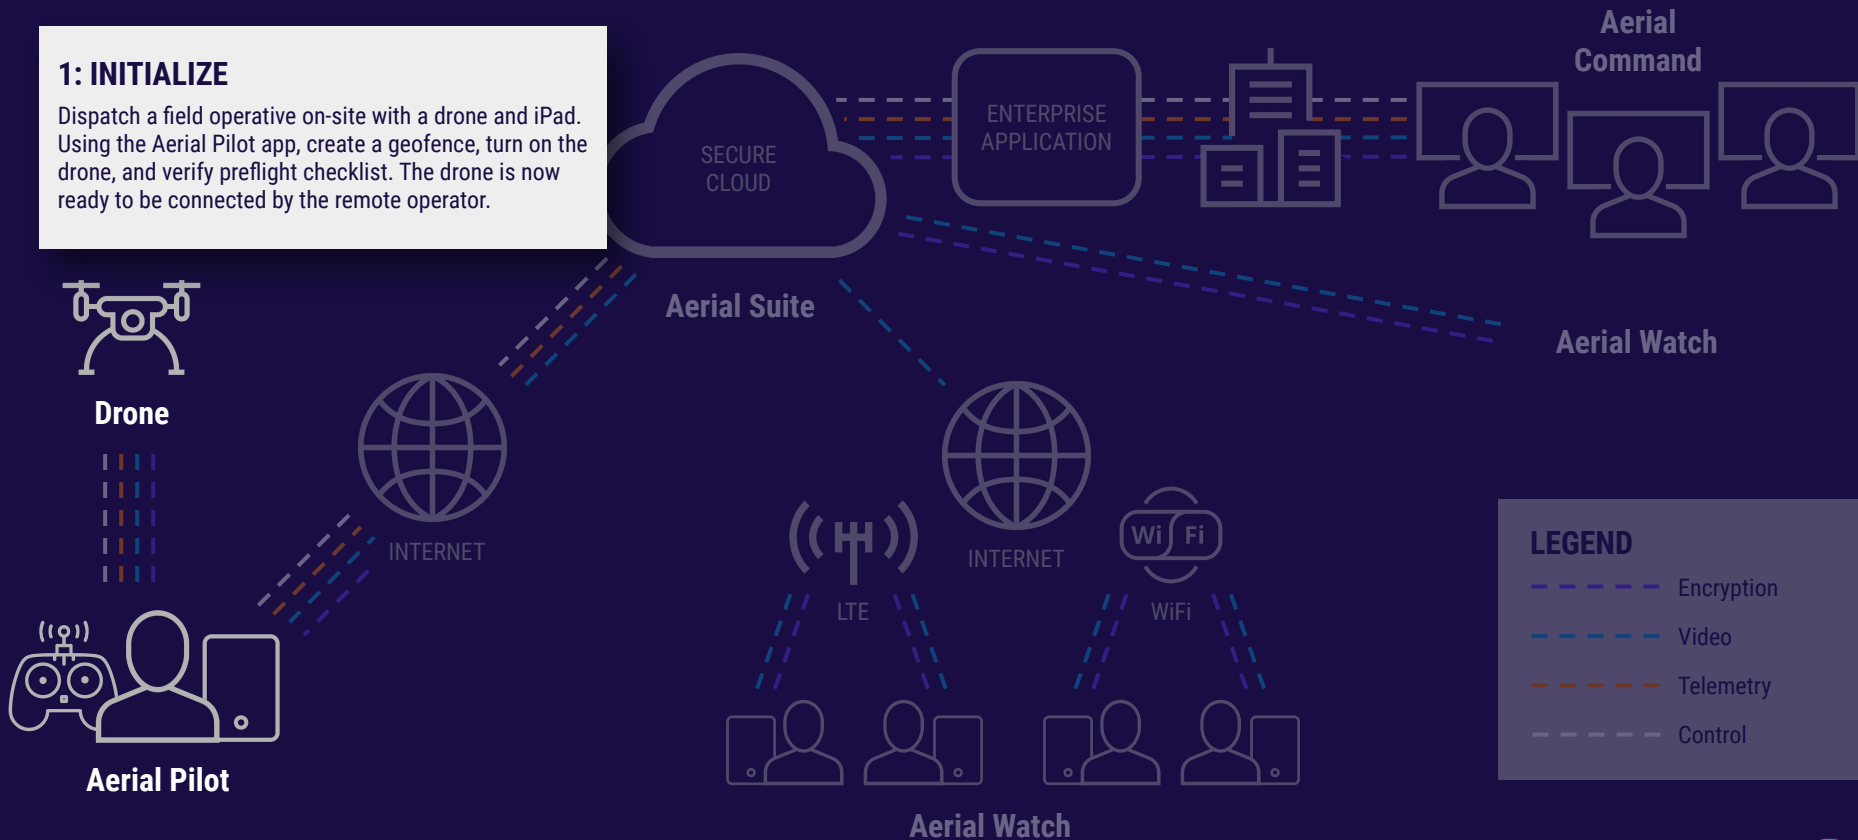 1: INITIALIZE
Dispatch a field operative on-site with a drone and iPad.
Using the Aerial Pilot app, create a geofence, turn on the
drone, and verify preflight checklist. The drone is now
ready to be connected by the remote operator.
Aerial
Command
ENTERPRISE
APPLICATION
SECURE
CLOUD
Aerial Suite
Aerial Watch
Drone
INTERNET
INTERNET
Wi Fi
LTE
WiFi
Aerial Pilot
Aerial Watch
LEGEND
Encryption
Video
Telemetry
Control